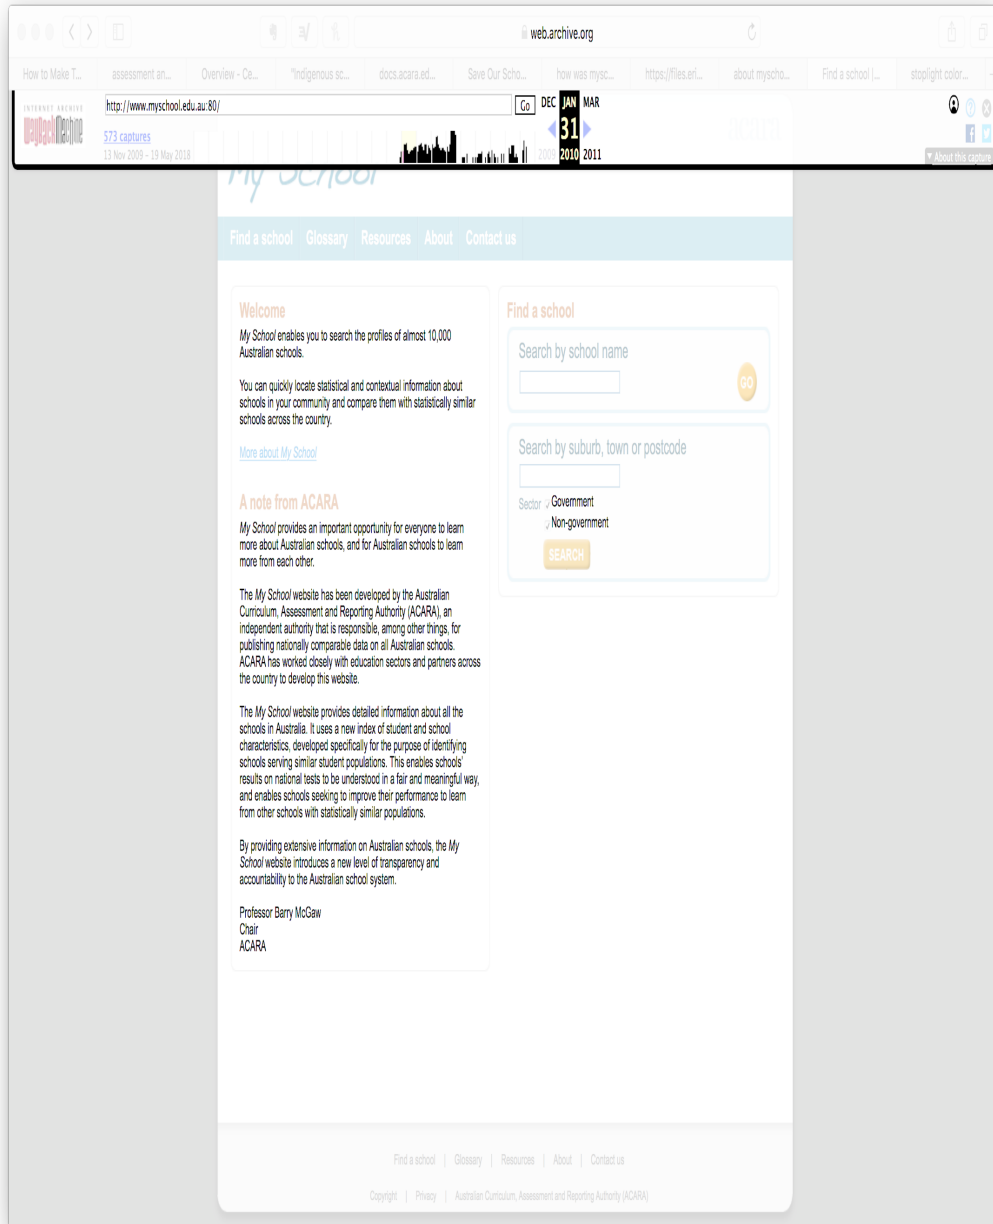 web.archive.org
How to Make T... assessment an... Overview – Ce... "Indigenous sc... docs.acara.ed... Save Our Scho... how was mysc... https://files.eri... about myscho... Find a school |... stoplight color...
INTERNET ARCHIVE
WayBackMachine
http://www.myschool.edu.au:80/ Go DEC JAN MAR
573 captures 31
13 Nov 2009 – 19 May 2018 2009 2010 2011
▼ About this capture
My School
Find a school Glossary Resources About Contact us
Welcome
My School enables you to search the profiles of almost 10,000
Australian schools.
You can quickly locate statistical and contextual information about
schools in your community and compare them with statistically similar
schools across the country.
More about My School
A note from ACARA
My School provides an important opportunity for everyone to learn
more about Australian schools, and for Australian schools to learn
more from each other.
The My School website has been developed by the Australian
Curriculum, Assessment and Reporting Authority (ACARA), an
independent authority that is responsible, among other things, for
publishing nationally comparable data on all Australian schools.
ACARA has worked closely with education sectors and partners across
the country to develop this website.
The My School website provides detailed information about all the
schools in Australia. It uses a new index of student and school
characteristics, developed specifically for the purpose of identifying
schools serving similar student populations. This enables schools'
results on national tests to be understood in a fair and meaningful way,
and enables schools seeking to improve their performance to learn
from other schools with statistically similar populations.
By providing extensive information on Australian schools, the My
School website introduces a new level of transparency and
accountability to the Australian school system.
Professor Barry McGaw
Chair
ACARA
Find a school
Search by school name
GO
Search by suburb, town or postcode
Sector Government
Non-government
SEARCH
Find a school | Glossary | Resources | About | Contact us
Copyright | Privacy | Australian Curriculum, Assessment and Reporting Authority (ACARA)